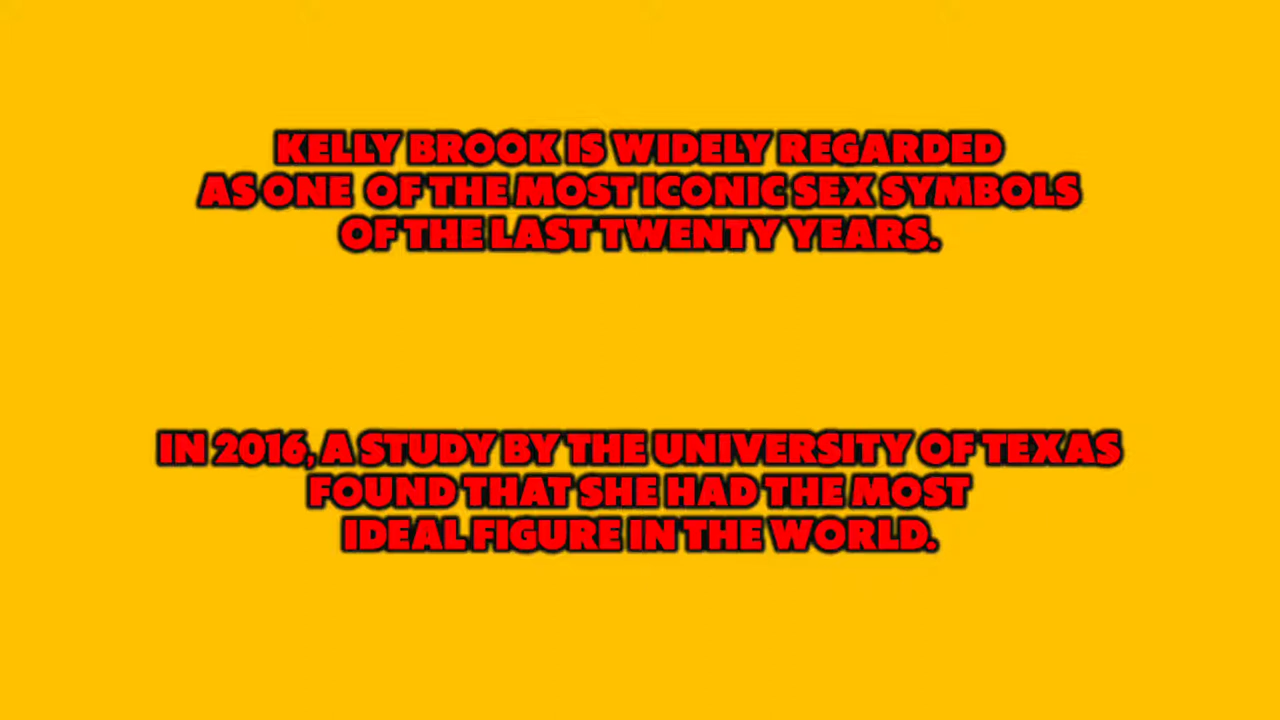 KELLY BROOK IS WIDELY REGARDED
AS ONE OF THE MOST ICONIC SEX SYMBOLS
OF THE LAST TWENTY YEARS.
IN 2016, A STUDY BY THE UNIVERSITY OF TEXAS
FOUND THAT SHE HAD THE MOST
IDEAL FIGURE IN THE WORLD.